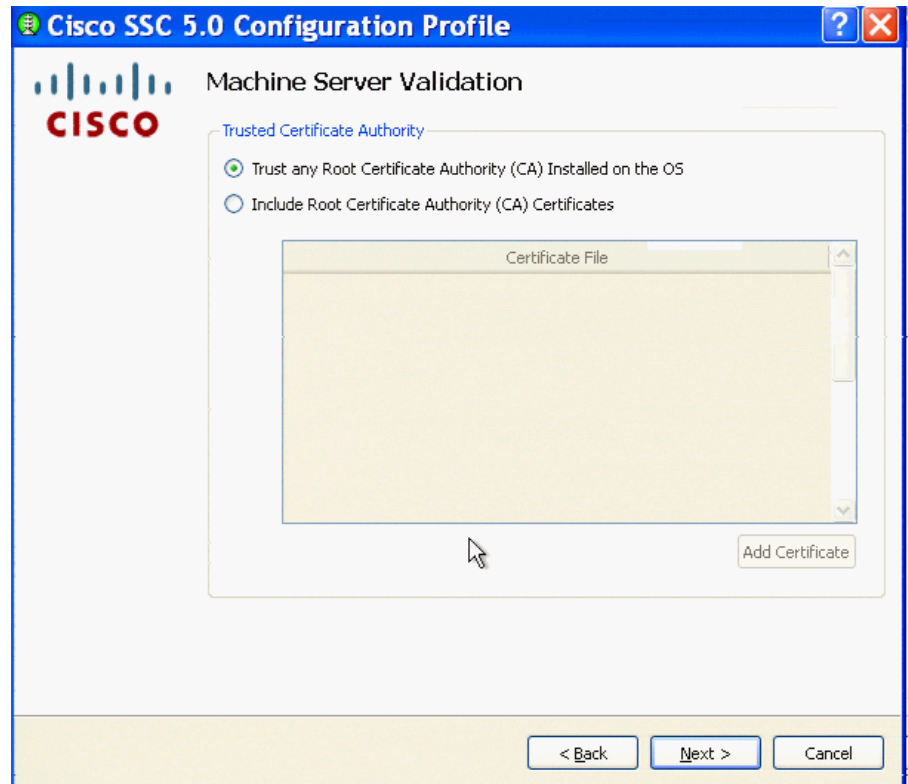 Cisco SSC 5.0 Configuration Profile
?
CISCO
Machine Server Validation
Trusted Certificate Authority
Trust any Root Certificate Authority (CA) Installed on the OS
Include Root Certificate Authority (CA) Certificates
Certificate File
Add Certificate
< Back
Next >
Cancel